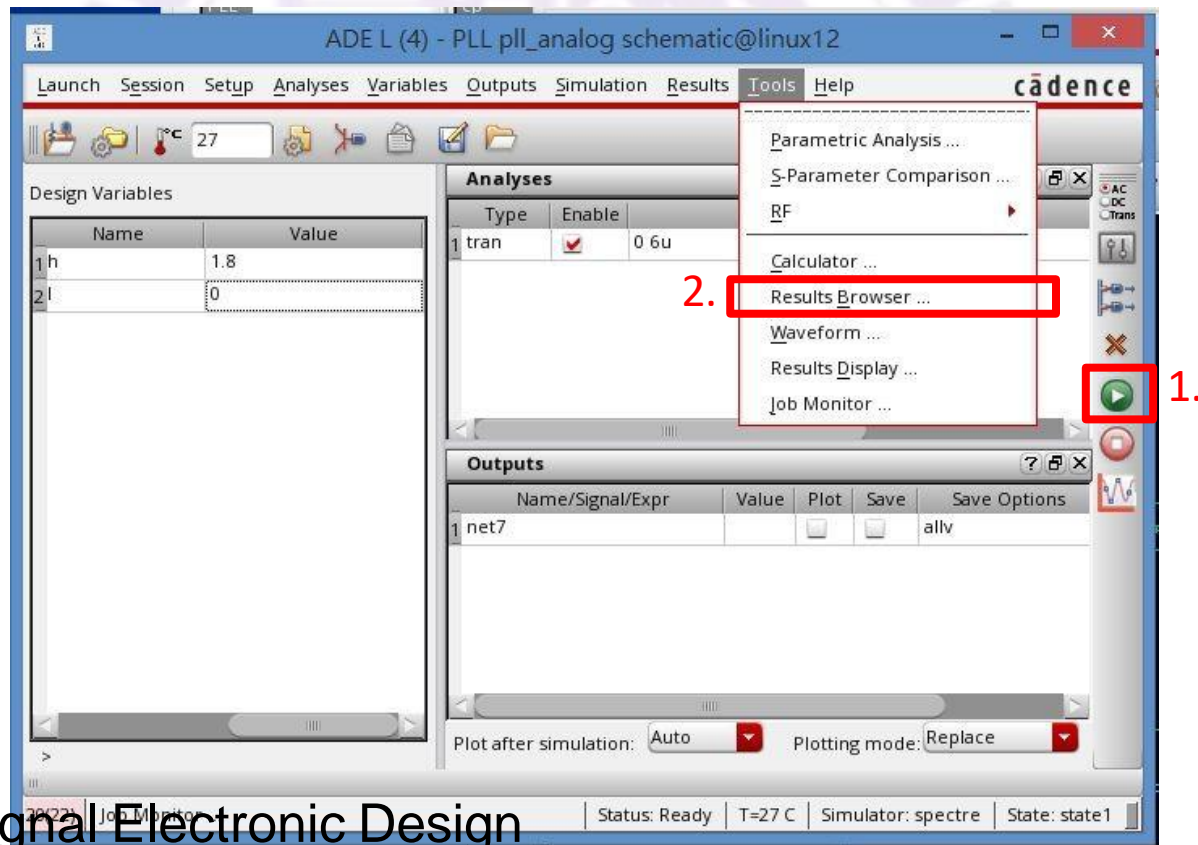 ADE L (4) - PLL pll_analog schematic@linux12
Launch Session Setup Analyses Variables Outputs Simulation Results Tools Help cādence
°C 27
Parametric Analysis ...
S-Parameter Comparison ...
RF
Calculator ...
2. Results Browser ...
Waveform ...
Results Display ...
Job Monitor ...
Design Variables
Name Value
1 h 1.8
2 l 0
Analyses
Type Enable
1 tran 0 6u
AC
DC
Trans
1.
Outputs
Name/Signal/Expr Value Plot Save Save Options
1 net7 allv
Plot after simulation: Auto Plotting mode: Replace
>
Job Monitor Status: Ready T=27 C Simulator: spectre State: state1
gnal Electronic Design